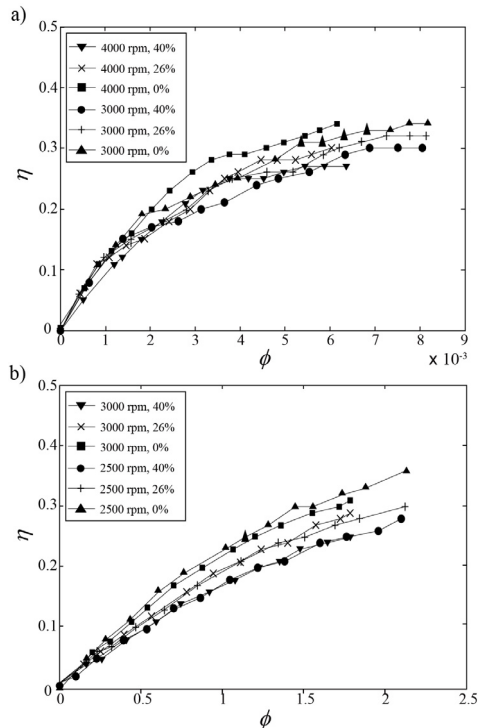 a)
0.5
0.4
0.3
0.2
0.1
0
η
4000 rpm, 40%
4000 rpm, 26%
4000 rpm, 0%
3000 rpm, 40%
3000 rpm, 26%
3000 rpm, 0%
0 1 2 3 4 5 6 7 8 9
ϕ x 10⁻³
b)
0.5
0.4
0.3
0.2
0.1
0
η
3000 rpm, 40%
3000 rpm, 26%
3000 rpm, 0%
2500 rpm, 40%
2500 rpm, 26%
2500 rpm, 0%
0 0.5 1 1.5 2 2.5
ϕ